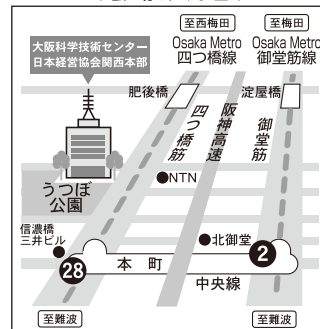 至西梅田
至梅田
大阪科学技術センター
日本経営協会関西本部
Osaka Metro
四つ橋線
Osaka Metro
御堂筋線
肥後橋
淀屋橋
四つ橋筋
阪神高速
御堂筋
NTN
うつぼ
公園
信濃橋
三井ビル
北御堂
2
28
本町
中央線
至難波
至難波